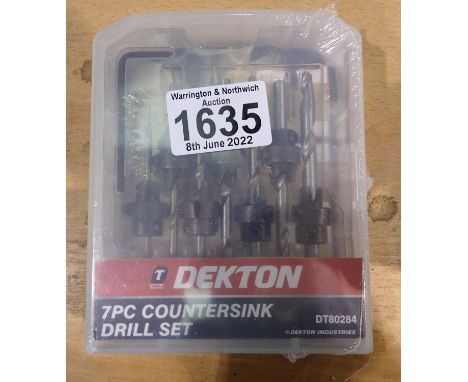 Warrington & Northwich
Auction
1635
8th June 2022
DEKTON
7PC COUNTERSINK
DRILL SET
DT80284
DEKTON INDUSTRIES